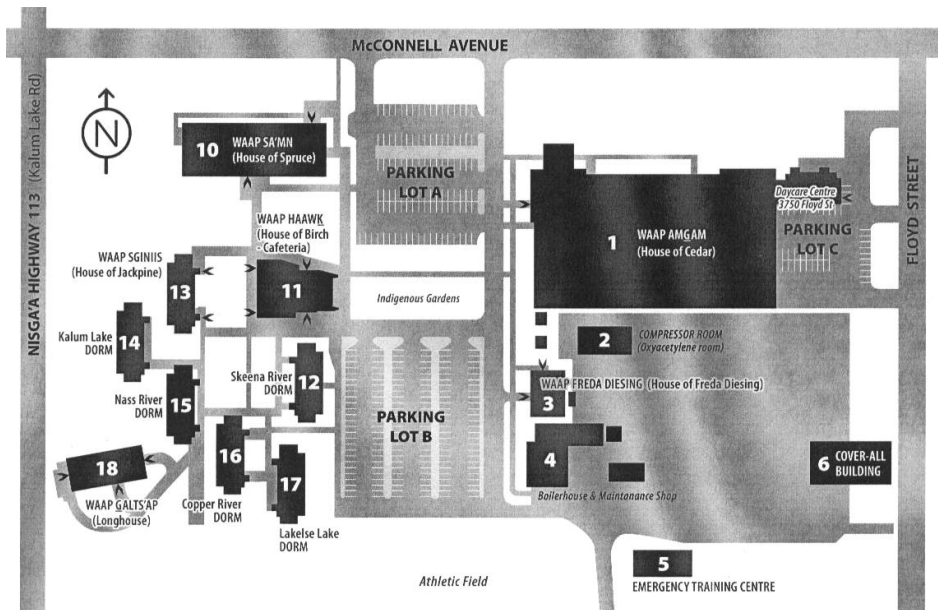 McCONNELL AVENUE
NISGA'A HIGHWAY 113 (Kalum Lake Rd)
FLOYD STREET
N
10 WAAP SA'MN
(House of Spruce)
PARKING
LOT A
WAAP HAAWK
(House of Birch
- Cafeteria)
11
WAAP SGINIIS
(House of Jackpine)
13
1 WAAP AMGAM
(House of Cedar)
Daycare Centre
3750 Floyd St
PARKING
LOT C
Indigenous Gardens
Kalum Lake
DORM
14
Nass River
DORM
15
Skeena River
DORM
12
PARKING
LOT B
2 COMPRESSOR ROOM
(Oxyacetylene room)
WAAP FREDA DIESING (House of Freda Diesing)
3
4
Boilerhouse & Maintanance Shop
6 COVER-ALL
BUILDING
18
WAAP GALTS'AP
(Longhouse)
16
Copper River
DORM
17
Lakelse Lake
DORM
Athletic Field
5
EMERGENCY TRAINING CENTRE